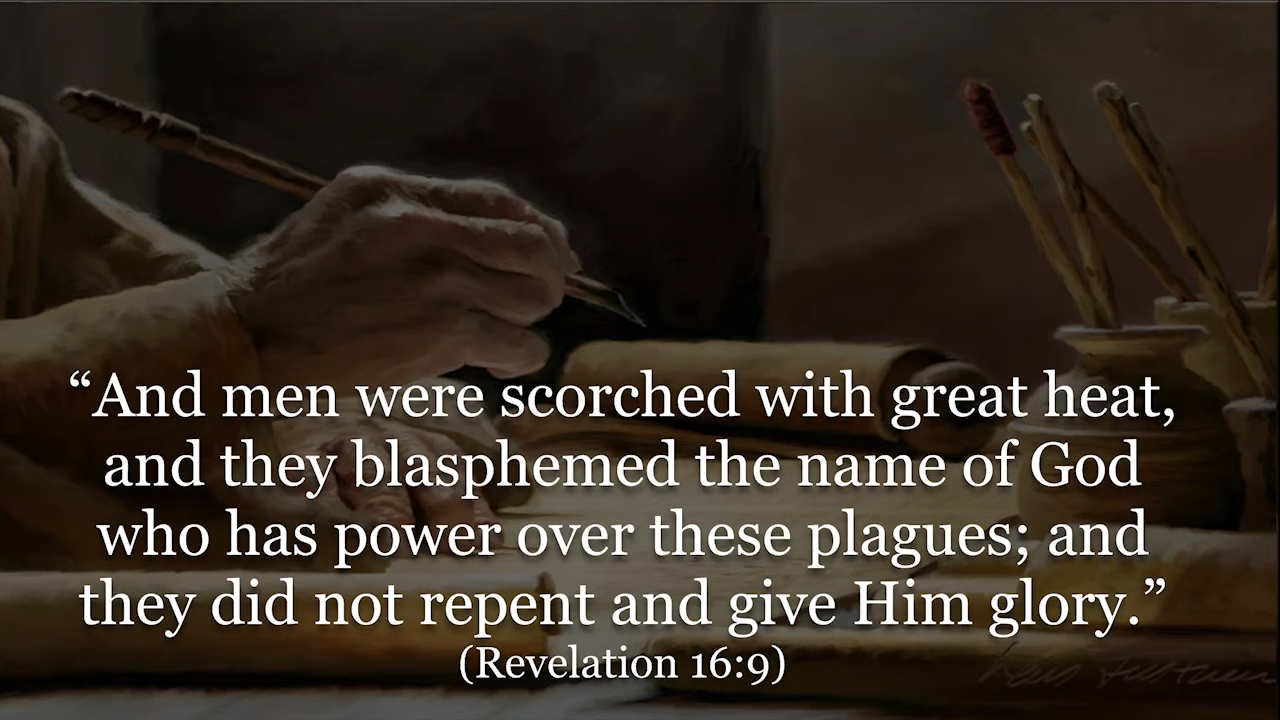 “And men were scorched with great heat,
and they blasphemed the name of God
who has power over these plagues; and
they did not repent and give Him glory.”
(Revelation 16:9)